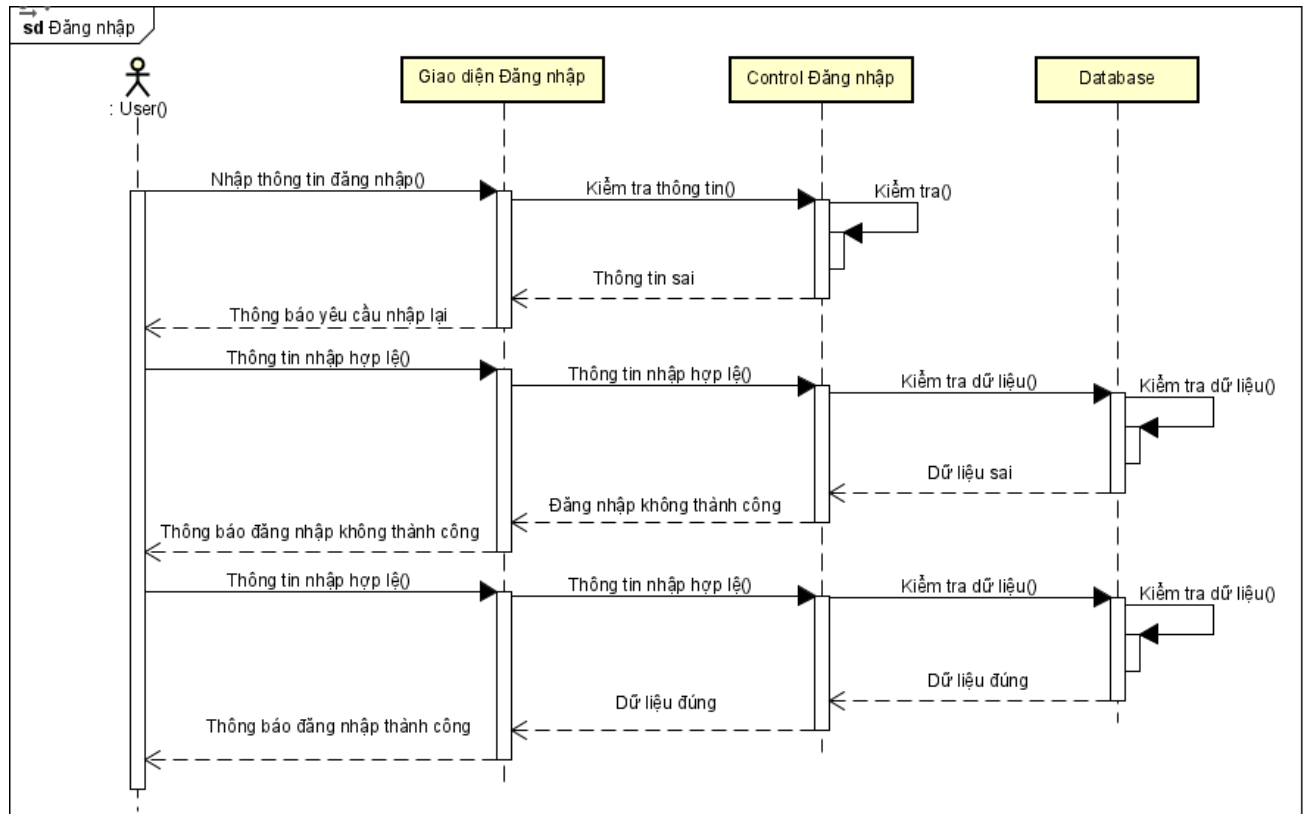 sd Đăng nhập
: User()
Giao diện Đăng nhập
Control Đăng nhập
Database
Nhập thông tin đăng nhập()
Kiểm tra thông tin()
Kiểm tra()
Thông tin sai
Thông báo yêu cầu nhập lại
Thông tin nhập hợp lệ()
Thông tin nhập hợp lệ()
Kiểm tra dữ liệu()
Kiểm tra dữ liệu()
Dữ liệu sai
Đăng nhập không thành công
Thông báo đăng nhập không thành công
Thông tin nhập hợp lệ()
Thông tin nhập hợp lệ()
Kiểm tra dữ liệu()
Kiểm tra dữ liệu()
Dữ liệu đúng
Dữ liệu đúng
Thông báo đăng nhập thành công